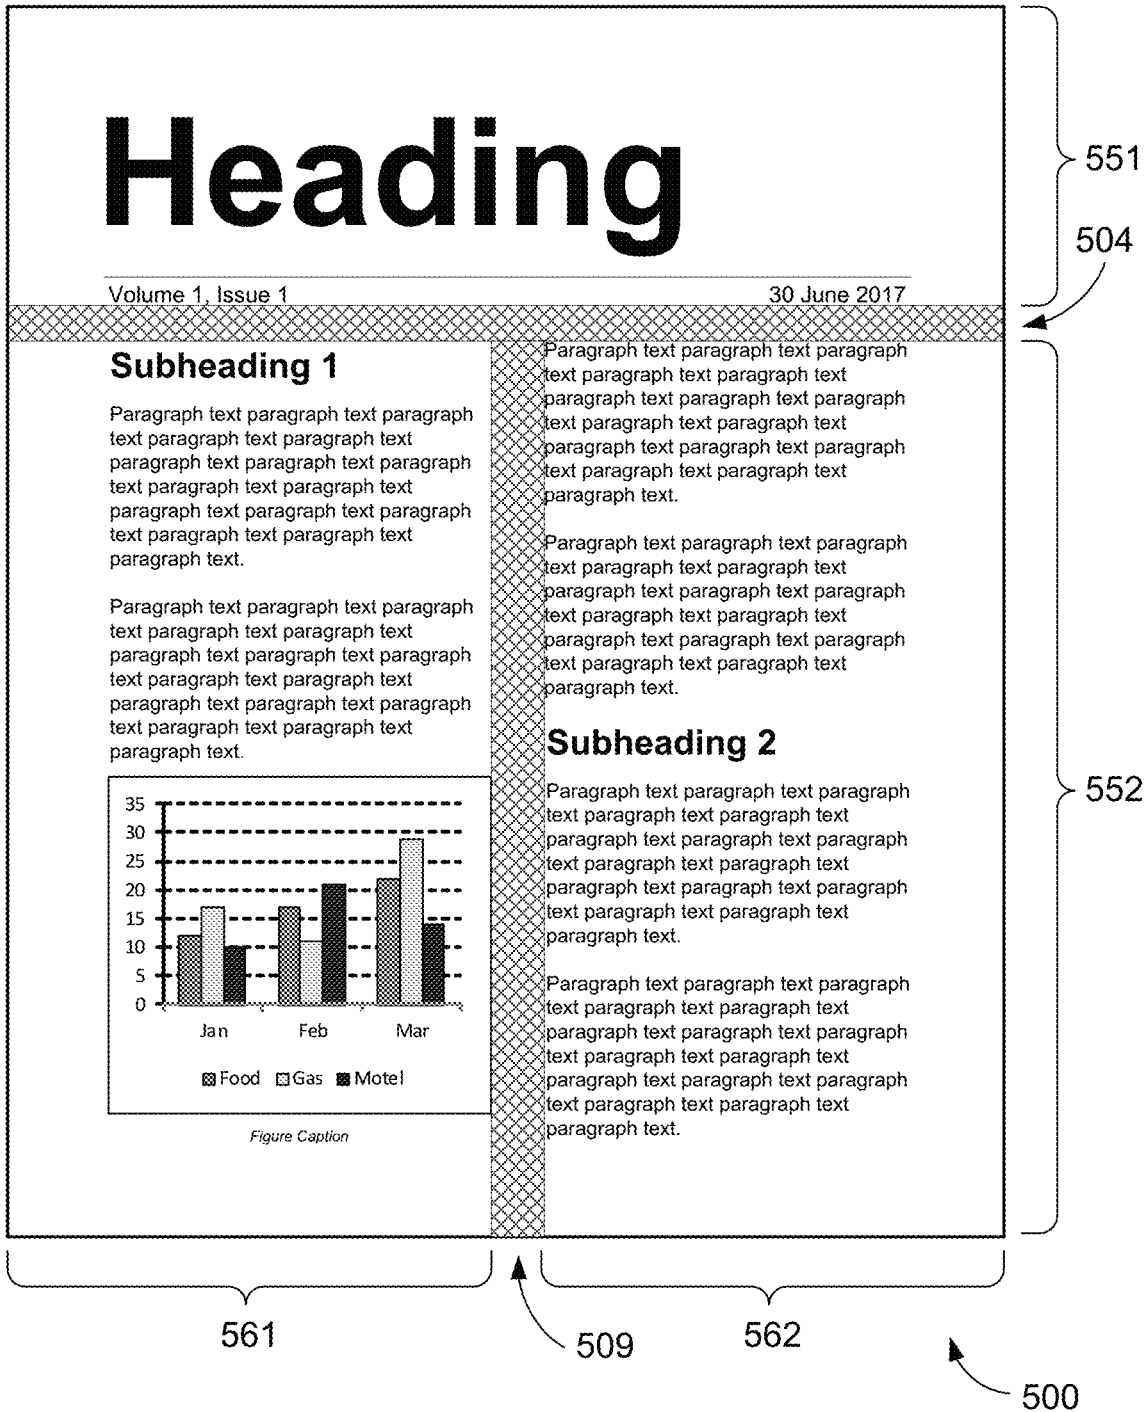 Heading
Volume 1, Issue 1
30 June 2017
Subheading 1
Paragraph text paragraph text paragraph
text paragraph text paragraph text
paragraph text paragraph text paragraph
text paragraph text paragraph text
paragraph text paragraph text paragraph
text paragraph text paragraph text
paragraph text.
Paragraph text paragraph text paragraph
text paragraph text paragraph text
paragraph text paragraph text paragraph
text paragraph text paragraph text
paragraph text paragraph text paragraph
text paragraph text paragraph text
paragraph text.
35
30
25
20
15
10
5
0
Jan Feb Mar
Food Gas Motel
Figure Caption
Paragraph text paragraph text paragraph
text paragraph text paragraph text
paragraph text paragraph text paragraph
text paragraph text paragraph text
paragraph text paragraph text paragraph
text paragraph text paragraph text
paragraph text.
Paragraph text paragraph text paragraph
text paragraph text paragraph text
paragraph text paragraph text paragraph
text paragraph text paragraph text
paragraph text paragraph text paragraph
text paragraph text paragraph text
paragraph text.
Subheading 2
Paragraph text paragraph text paragraph
text paragraph text paragraph text
paragraph text paragraph text paragraph
text paragraph text paragraph text
paragraph text paragraph text paragraph
text paragraph text paragraph text
paragraph text.
Paragraph text paragraph text paragraph
text paragraph text paragraph text
paragraph text paragraph text paragraph
text paragraph text paragraph text
paragraph text paragraph text paragraph
text paragraph text paragraph text
paragraph text.
551
504
552
561
509
562
500